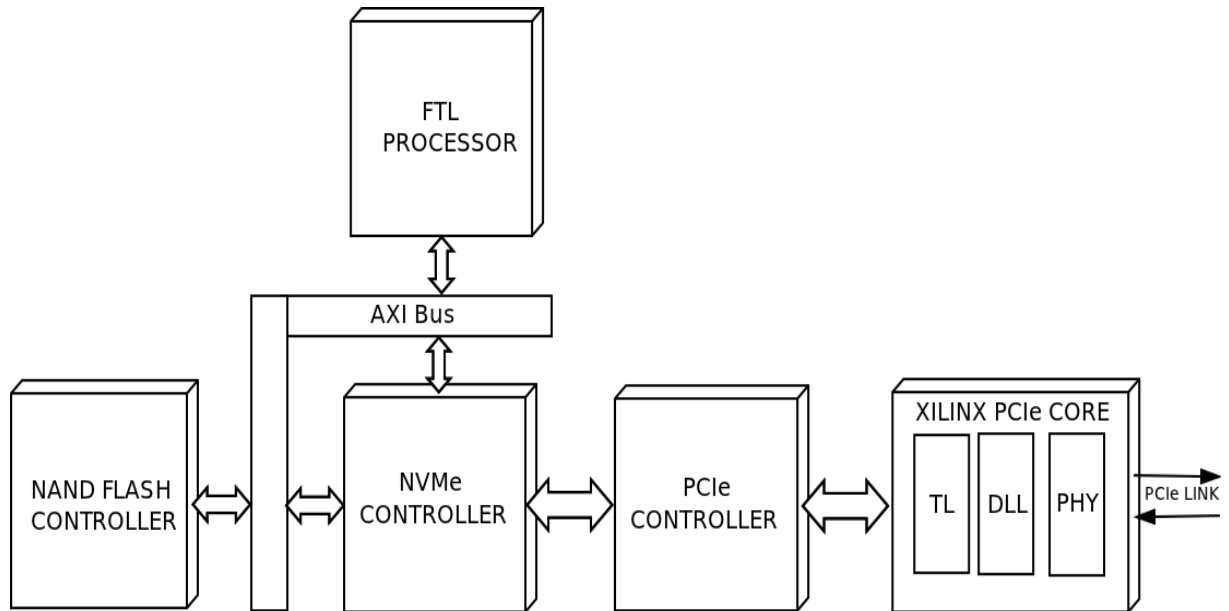 FTL
PROCESSOR
AXI Bus
NAND FLASH
CONTROLLER
NVMe
CONTROLLER
PCIe
CONTROLLER
XILINX PCIe CORE
TL
DLL
PHY
PCIe LINK